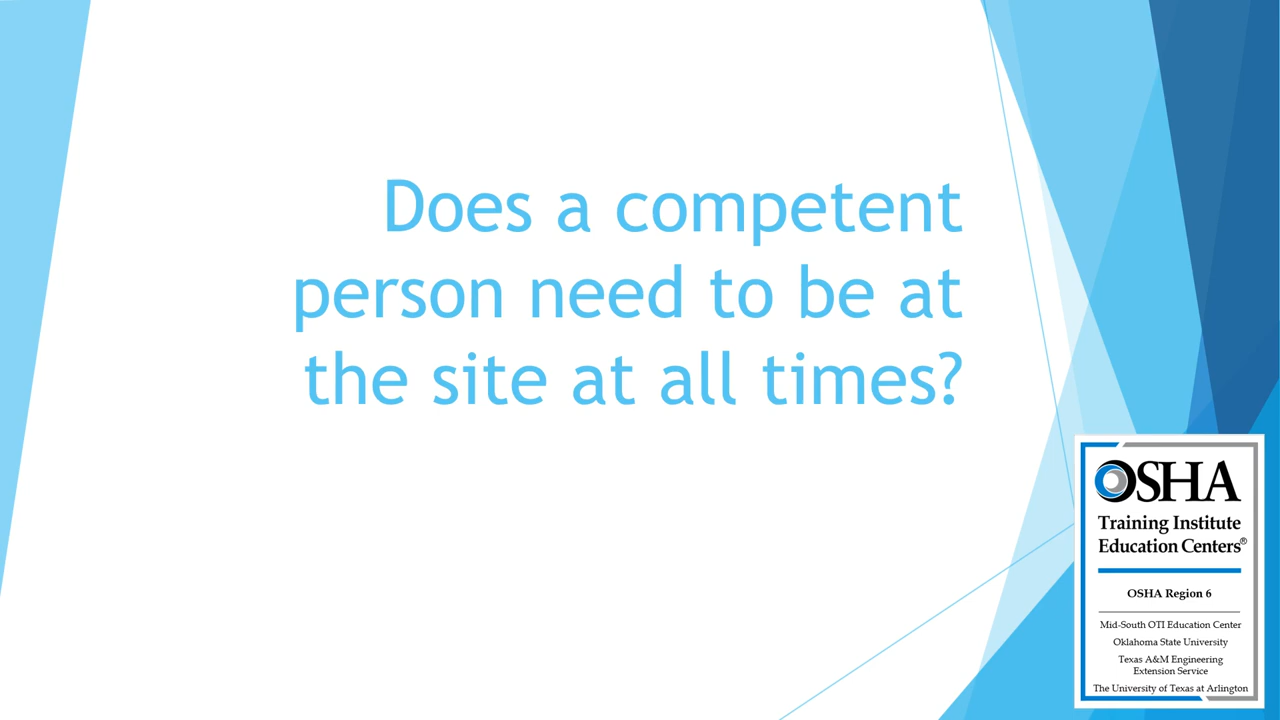 Does a competent
person need to be at
the site at all times?
OSHA
Training Institute
Education Centers®
OSHA Region 6
Mid-South OTI Education Center
Oklahoma State University
Texas A&M Engineering
Extension Service
The University of Texas at Arlington